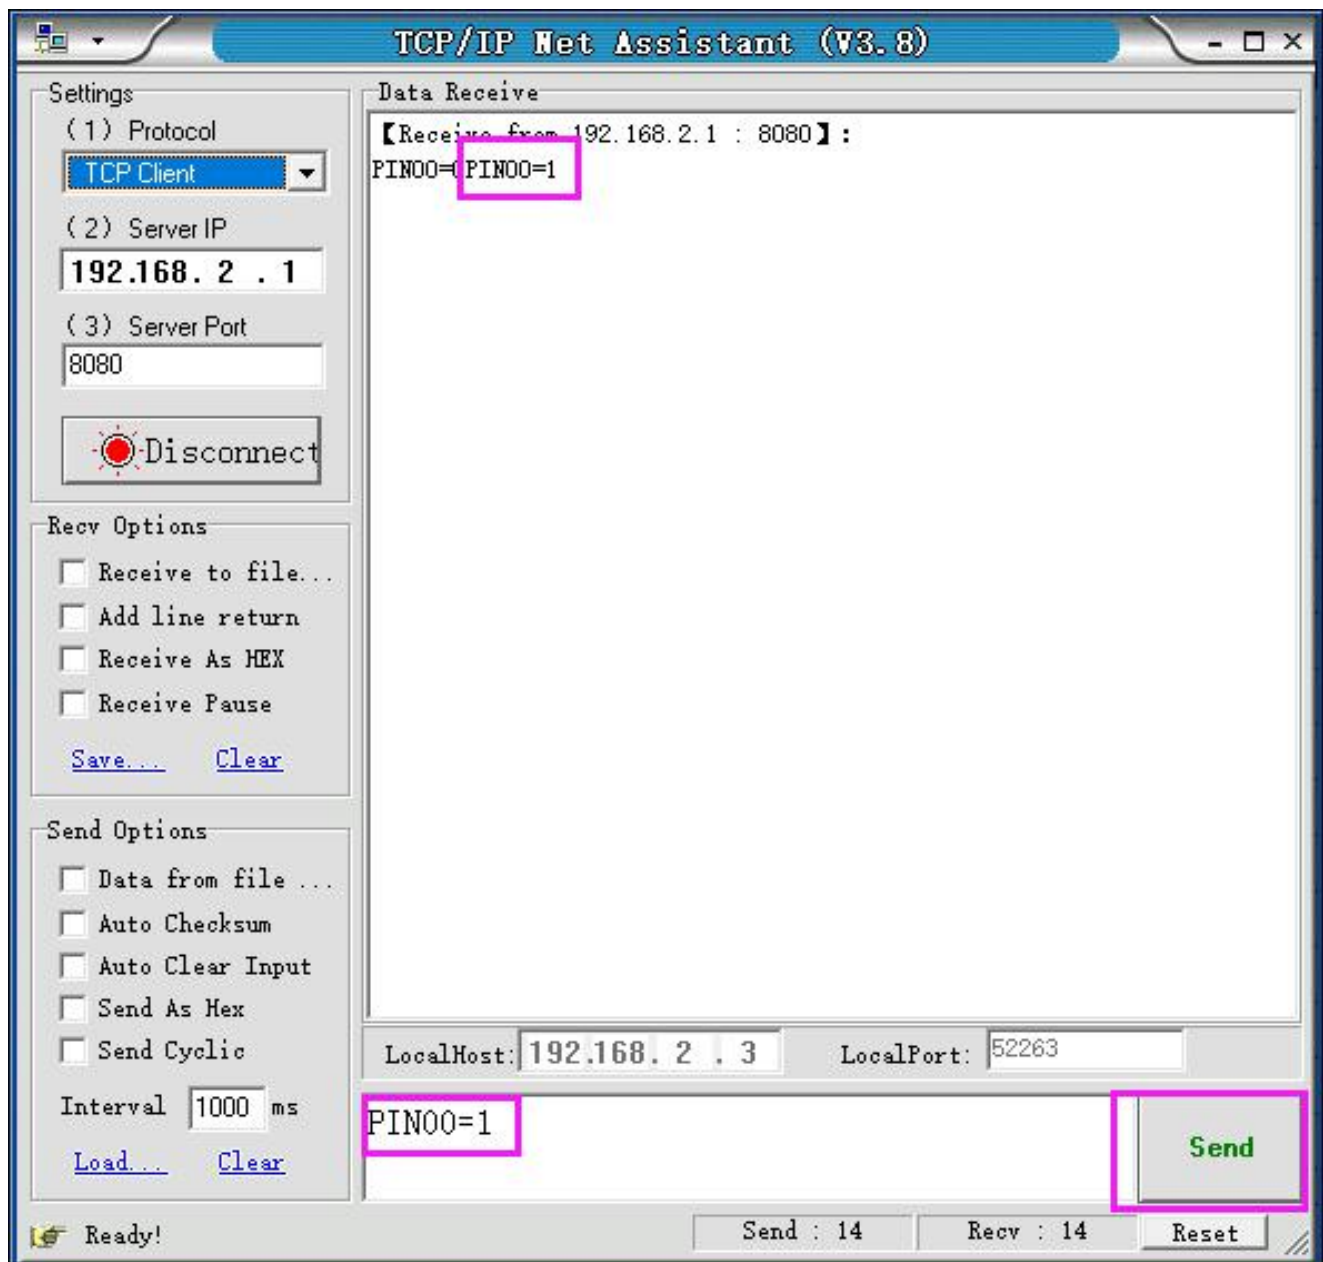 TCP/IP Net Assistant (V3.8)
Settings
(1) Protocol
TCP Client
(2) Server IP
192.168. 2 . 1
(3) Server Port
8080
Disconnect
Recv Options
Receive to file...
Add line return
Receive As HEX
Receive Pause
Save... Clear
Send Options
Data from file ...
Auto Checksum
Auto Clear Input
Send As Hex
Send Cyclic
Interval 1000 ms
Load... Clear
Data Receive
【Receive from 192.168.2.1 : 8080】:
PIN00=0PIN00=1
LocalHost: 192.168. 2 . 3 LocalPort: 52263
PIN00=1
Send
Ready!
Send : 14 Recv : 14 Reset